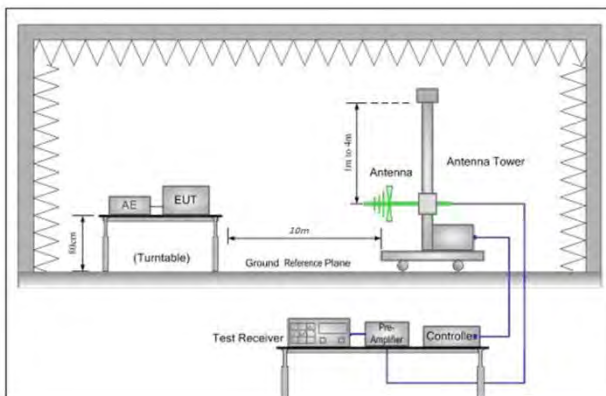 1m to 4m
Antenna
Antenna Tower
AE
EUT
80cm
(Turntable)
10m
Ground Reference Plane
Test Receiver
Pre-
Amplifier
Controller